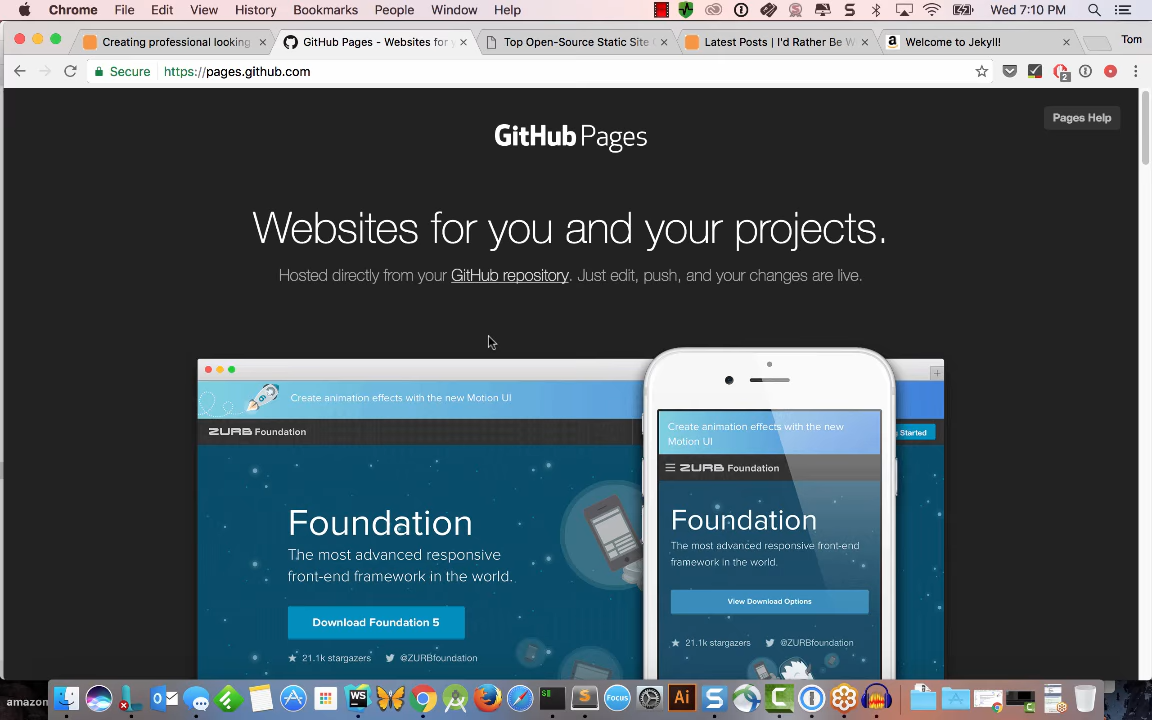 Chrome File Edit View History Bookmarks People Window Help Wed 7:10 PM
Creating professional looking GitHub Pages - Websites for y Top Open-Source Static Site Latest Posts | I'd Rather Be W Welcome to Jekyll! Tom
Secure https://pages.github.com
2
Pages Help
GitHub Pages
Websites for you and your projects.
Hosted directly from your GitHub repository. Just edit, push, and your changes are live.
Create animation effects with the new Motion UI
ZURB Foundation
Started
Foundation
The most advanced responsive
front-end framework in the world.
Download Foundation 5
21.1k stargazers @ZURBfoundation
Create animation effects with the new
Motion UI
ZURB Foundation
Foundation
The most advanced responsive front-end
framework in the world.
View Download Options
21.1k stargazers @ZURBfoundation
amazon
WS
FOCUS
Ai
S